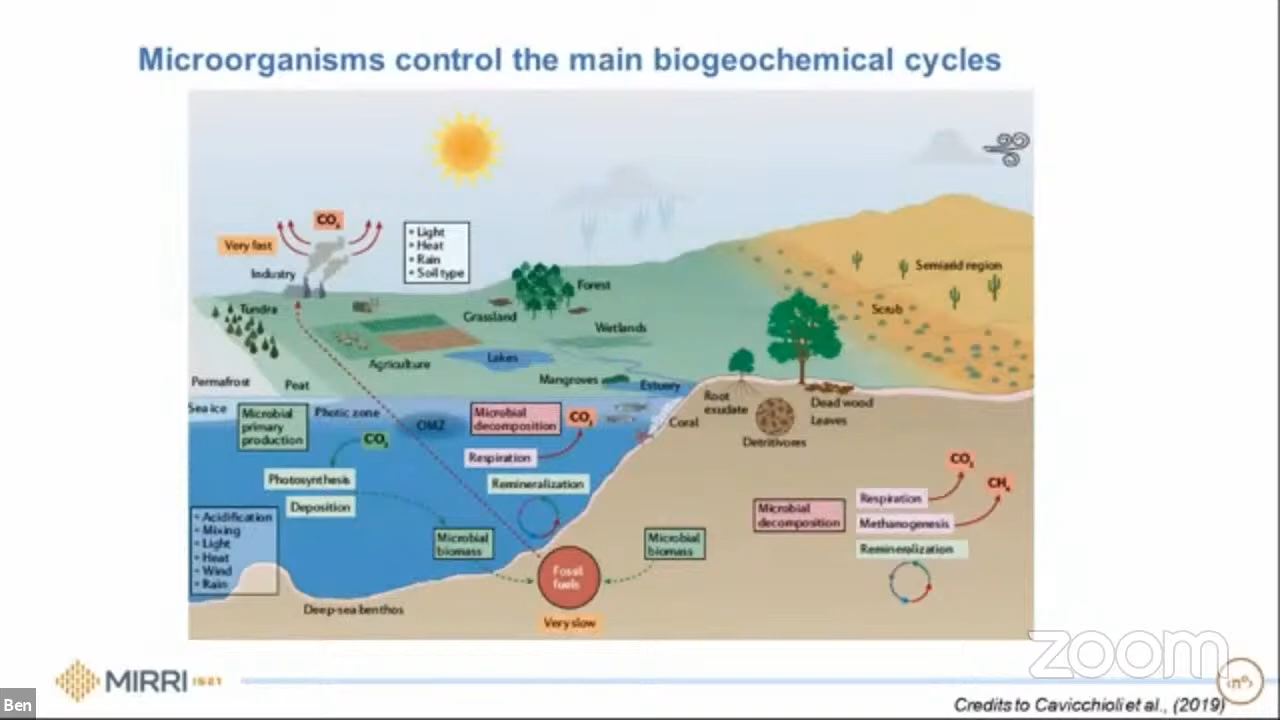 Microorganisms control the main biogeochemical cycles
CO₂
Very fast
Industry
• Light
• Heat
• Rain
• Soil type
Forest
Semiarid region
Tundra
Grassland
Scrub
Wetlands
Agriculture
Lakes
Permafrost
Peat
Mangroves
Estuary
Sea ice
Microbial
primary
production
Photic zone
OMZ
Microbial
decomposition
CO₂
Coral
Root
exudate
Dead wood
Leaves
Detritivores
CO₂
Respiration
Photosynthesis
Remineralization
Deposition
• Acidification
• Mixing
• Light
• Heat
• Wind
• Rain
Microbial
biomass
Microbial
biomass
Fossil
fuels
Very slow
Deep-sea benthos
Microbial
decomposition
CO₂
CH₄
Respiration
Methanogenesis
Remineralization
zoom
MIRRI
Ben
Credits to Cavicchioli et al., (2019)